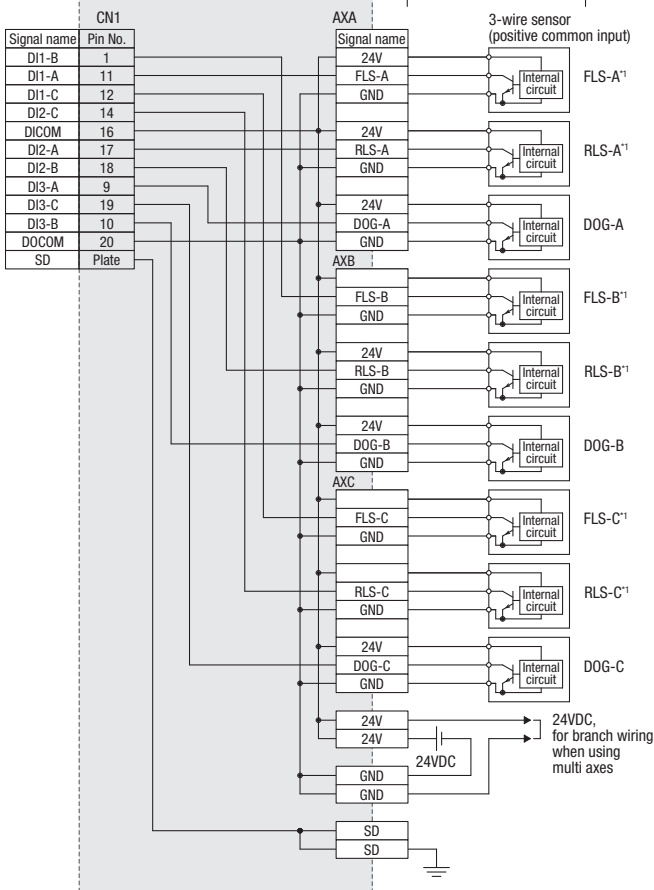 CN1 AXA
3-wire sensor
(positive common input)
Signal name Pin No. Signal name
DI1-B 1 24V
DI1-A 11 FLS-A Internal circuit FLS-A*1
DI1-C 12 GND
DI2-C 14
DICOM 16 24V
DI2-A 17 RLS-A Internal circuit RLS-A*1
DI2-B 18 GND
DI3-A 9
DI3-C 19 24V
DI3-B 10 DOG-A Internal circuit DOG-A
DOCOM 20 GND
SD Plate AXB
FLS-B Internal circuit FLS-B*1
GND
24V
RLS-B Internal circuit RLS-B*1
GND
24V
DOG-B Internal circuit DOG-B
GND
AXC
FLS-C Internal circuit FLS-C*1
GND
RLS-C Internal circuit RLS-C*1
GND
24V
DOG-C Internal circuit DOG-C
GND
24V 24VDC,
24V for branch wiring
24VDC when using
GND multi axes
GND
SD
SD